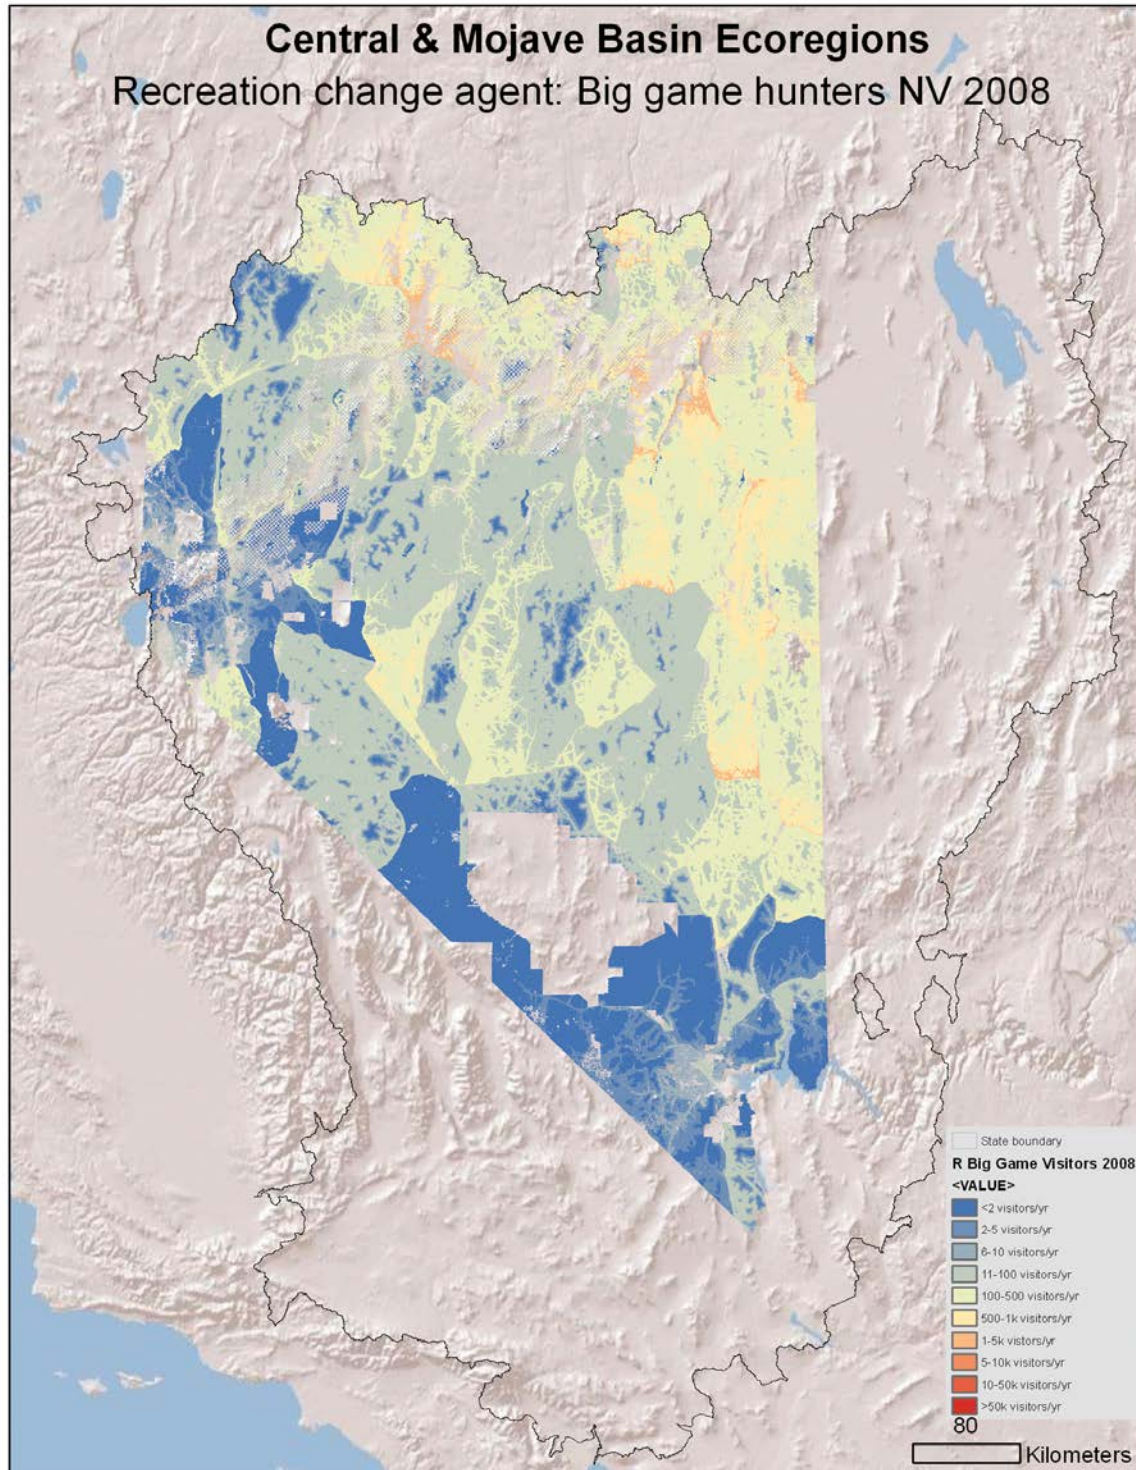 Central & Mojave Basin Ecoregions
Recreation change agent: Big game hunters NV 2008
State boundary
R Big Game Visitors 2008
<VALUE>
<2 visitors/yr
2-5 visitors/yr
6-10 visitors/yr
11-100 visitors/yr
100-500 visitors/yr
500-1k visitors/yr
1-5k vistors/yr
5-10k visitors/yr
10-50k visitors/yr
>50k visitors/yr
80
Kilometers